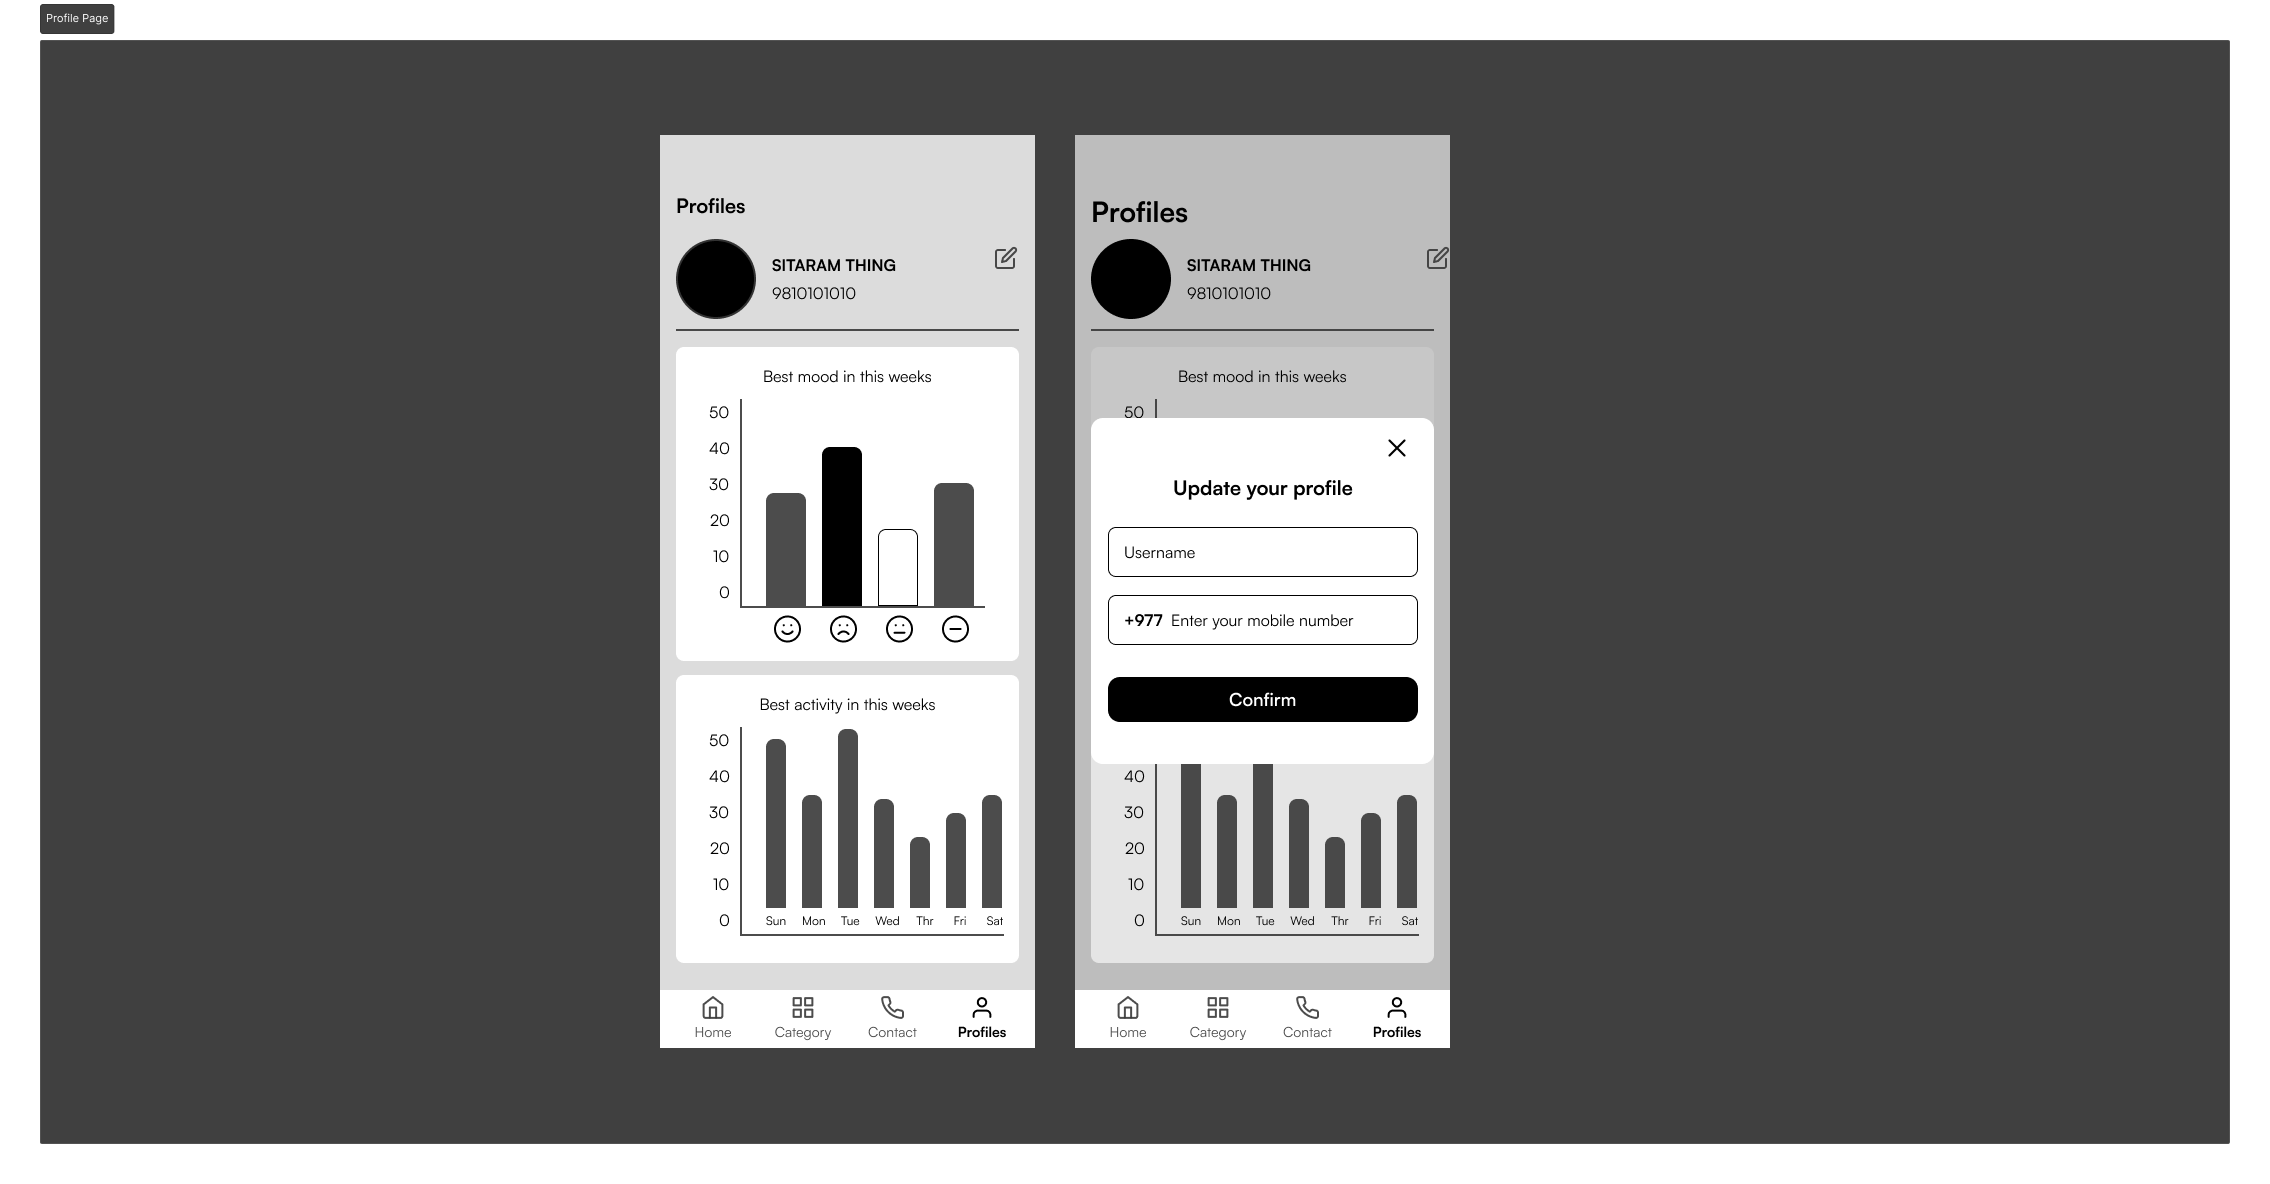 Profile Page
Profiles
SITARAM THING
9810101010
Best mood in this weeks
50
40
30
20
10
0
Best activity in this weeks
50
40
30
20
10
0
Sun Mon Tue Wed Thr Fri Sat
Home Category Contact Profiles
Profiles
SITARAM THING
9810101010
Best mood in this weeks
50
Update your profile
Username
+977 Enter your mobile number
Confirm
40
30
20
10
0
Sun Mon Tue Wed Thr Fri Sat
Home Category Contact Profiles